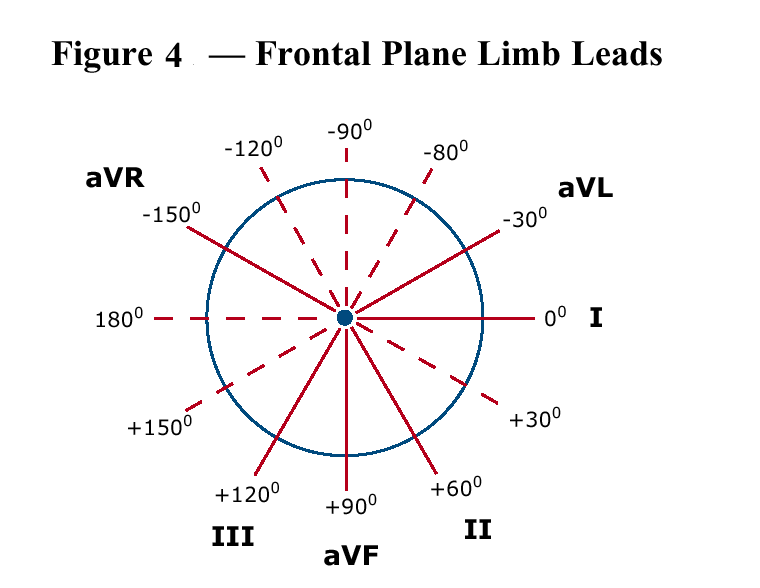 Figure 4 — Frontal Plane Limb Leads
-90⁰
-120⁰
-80⁰
aVR
aVL
-150⁰
-30⁰
180⁰
0⁰ I
+30⁰
+150⁰
+60⁰
+120⁰
+90⁰
II
III
aVF